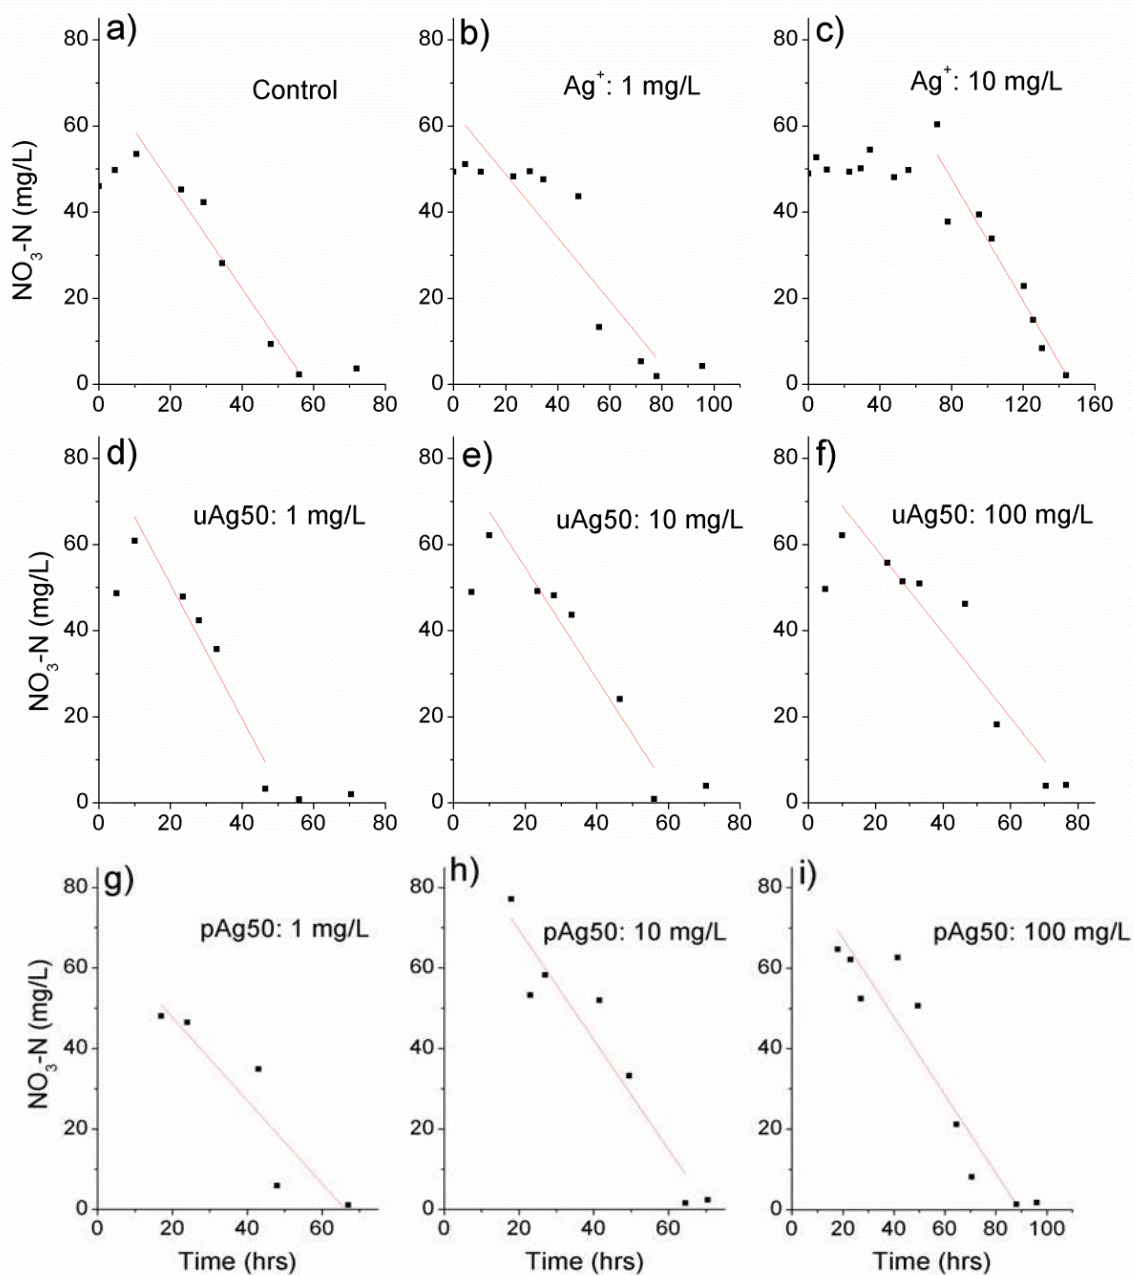 a)
Control
b)
Ag⁺: 1 mg/L
c)
Ag⁺: 10 mg/L
NO₃-N (mg/L)
80
60
40
20
0
0 20 40 60 80
80
60
40
20
0
0 20 40 60 80 100
80
60
40
20
0
0 40 80 120 160
d)
uAg50: 1 mg/L
e)
uAg50: 10 mg/L
f)
uAg50: 100 mg/L
NO₃-N (mg/L)
80
60
40
20
0
0 20 40 60 80
80
60
40
20
0
0 20 40 60 80
80
60
40
20
0
0 20 40 60 80
g)
pAg50: 1 mg/L
h)
pAg50: 10 mg/L
i)
pAg50: 100 mg/L
NO₃-N (mg/L)
80
60
40
20
0
0 20 40 60
80
60
40
20
0
0 20 40 60
80
60
40
20
0
0 20 40 60 80 100
Time (hrs)
Time (hrs)
Time (hrs)